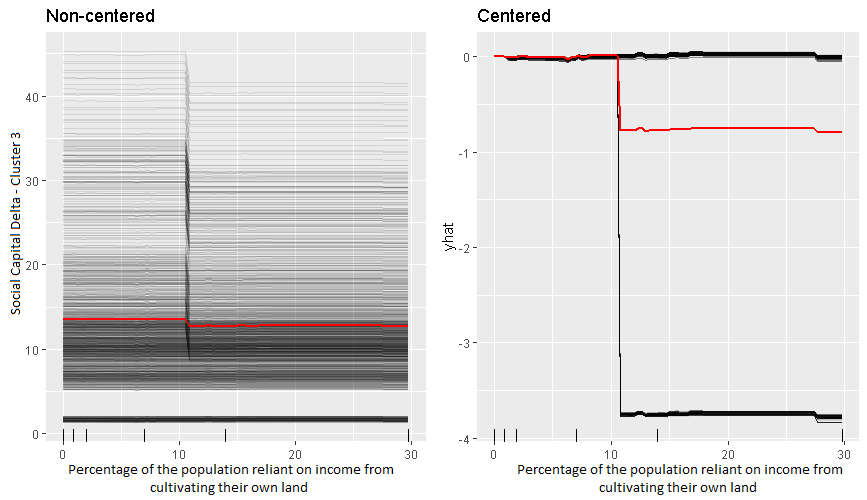 Non-centered
Social Capital Delta - Cluster 3
40
30
20
10
0
0 10 20 30
Percentage of the population reliant on income from
cultivating their own land
Centered
yhat
0
-1
-2
-3
-4
0 10 20 30
Percentage of the population reliant on income from
cultivating their own land